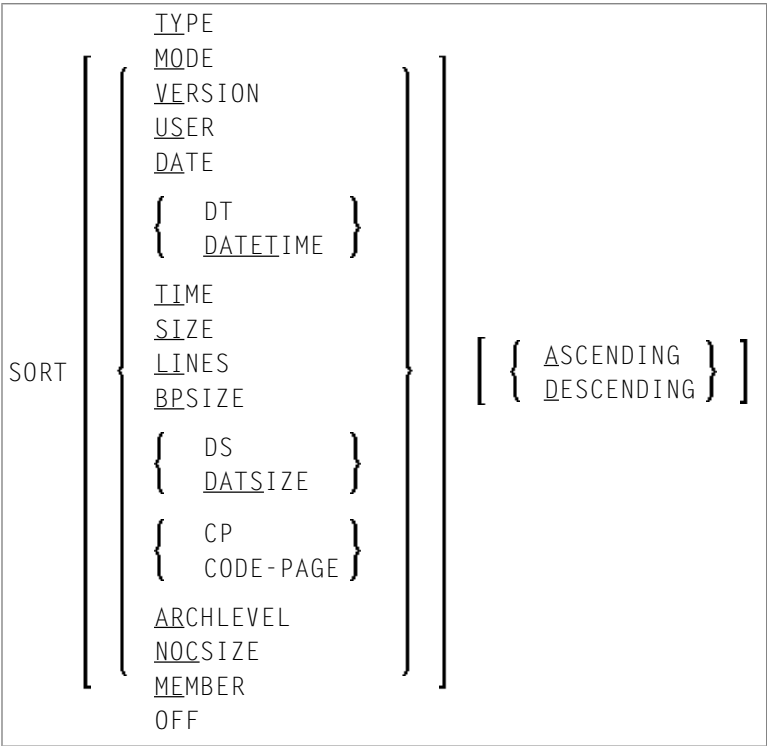 TYPE
MODE
VERSION
USER
DATE
DT
DATETIME
TIME
SIZE
SORT LINES
BPSIZE
DS
DATSIZE
CP
CODE-PAGE
ARCHLEVEL
NOCSIZE
MEMBER
OFF
ASCENDING
DESCENDING